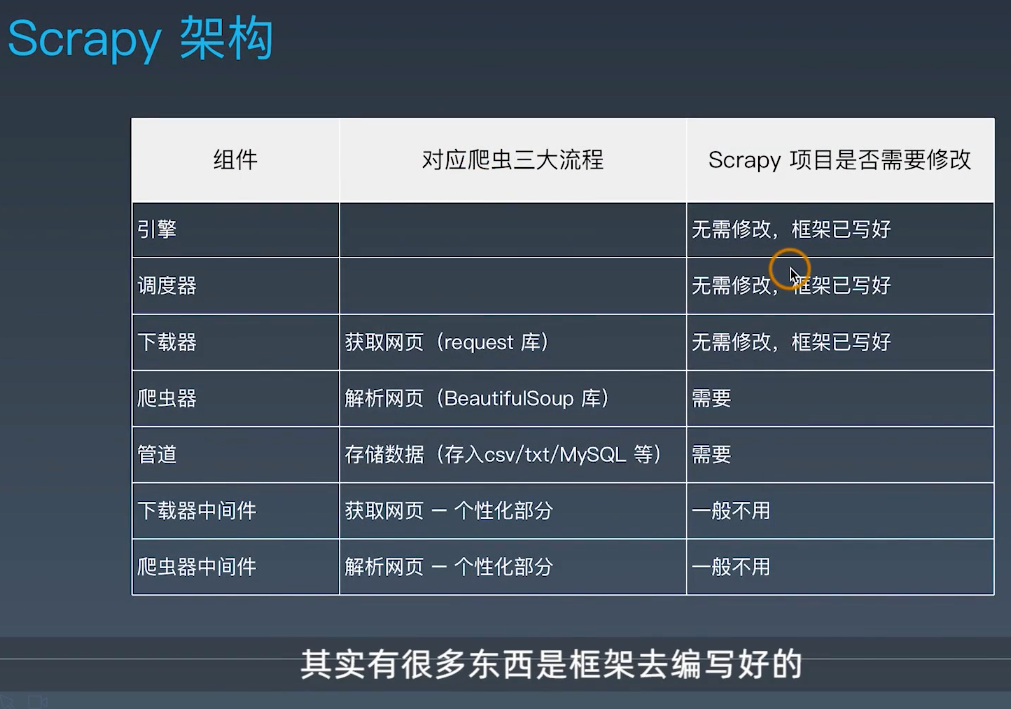 Scrapy 架构
组件 对应爬虫三大流程 Scrapy 项目是否需要修改
引擎 无需修改，框架已写好
调度器 无需修改，框架已写好
下载器 获取网页（request 库） 无需修改，框架已写好
爬虫器 解析网页（BeautifulSoup 库） 需要
管道 存储数据（存入csv/txt/MySQL 等） 需要
下载器中间件 获取网页 – 个性化部分 一般不用
爬虫器中间件 解析网页 – 个性化部分 一般不用
其实有很多东西是框架去编写好的